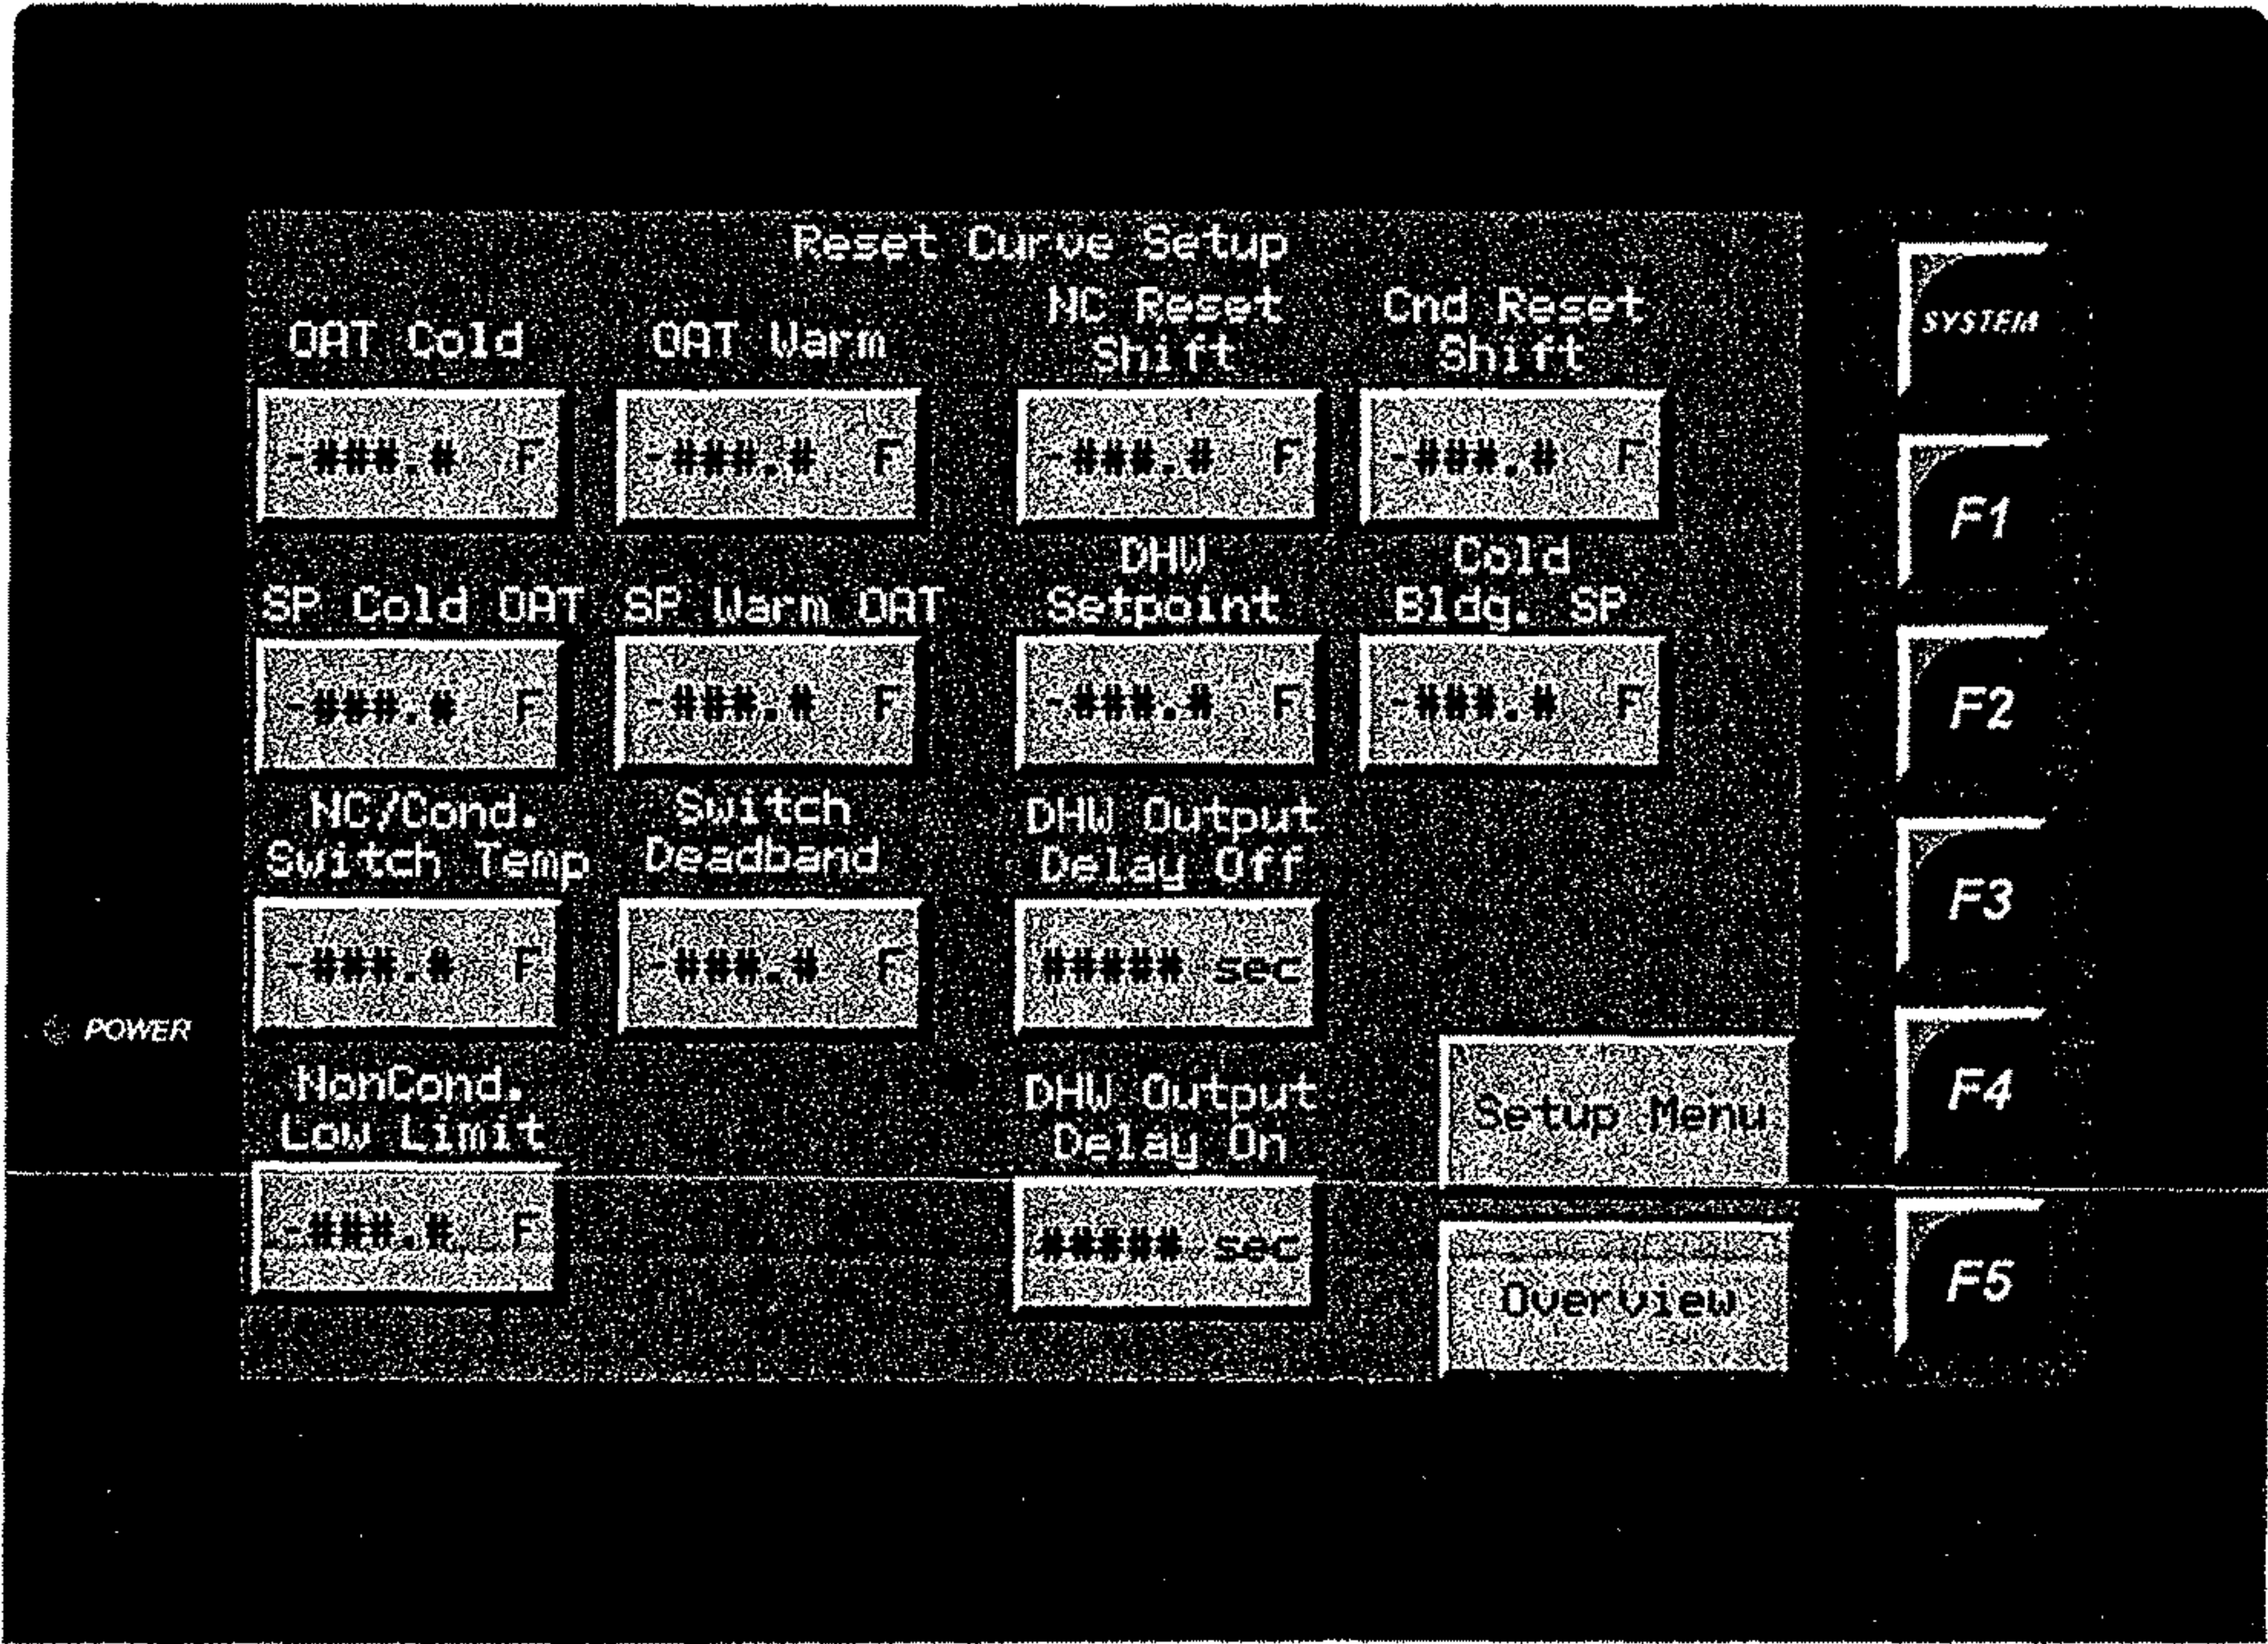 Reset Curve Setup
OAT Cold
OAT Warm
NC Reset
Shift
Cnd Reset
Shift
-###.# F
-###.# F
-###.# F
-###.# F
SP Cold OAT
SP Warm OAT
DHW
Setpoint
Cold
Bldg. SP
-###.# F
-###.# F
-###.# F
-###.# F
NC/Cond.
Switch Temp
Switch
Deadband
DHW Output
Delay Off
-###.# F
-###.# F
##### sec
NonCond.
Low Limit
DHW Output
Delay On
-###.# F
##### sec
Setup Menu
Overview
POWER
SYSTEM
F1
F2
F3
F4
F5